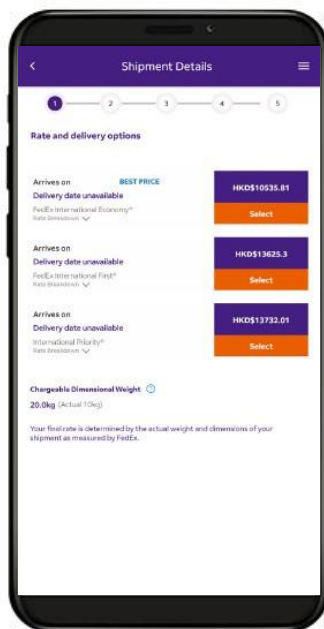 Shipment Details
1 2 3 4 5
Rate and delivery options
Arrives on BEST PRICE
Delivery date unavailable
FedEx International Economy®
Rate Breakdown
HKD$10535.81
Select
Arrives on
Delivery date unavailable
FedEx International First®
Rate Breakdown
HKD$13625.3
Select
Arrives on
Delivery date unavailable
International Priority®
Rate Breakdown
HKD$13732.01
Select
Chargeable Dimensional Weight ?
20.0kg (Actual 10kg)
Your final rate is determined by the actual weight and dimensions of your
shipment as measured by FedEx.